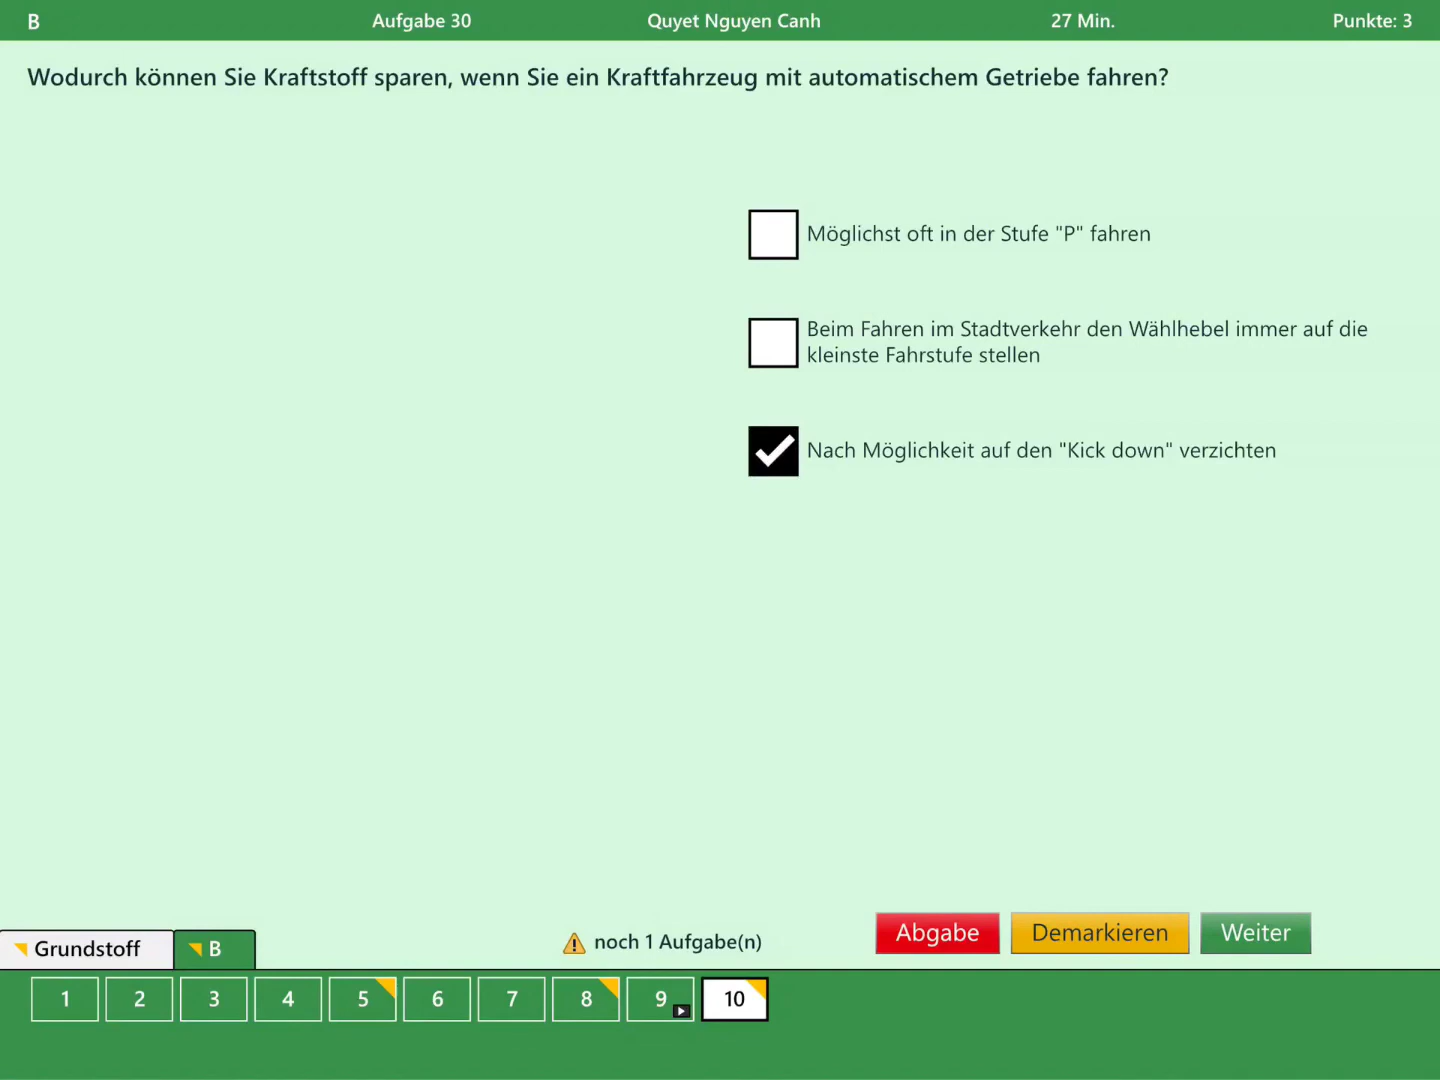 B Aufgabe 30 Quyet Nguyen Canh 27 Min. Punkte: 3
Wodurch können Sie Kraftstoff sparen, wenn Sie ein Kraftfahrzeug mit automatischem Getriebe fahren?
Möglichst oft in der Stufe "P" fahren
Beim Fahren im Stadtverkehr den Wählhebel immer auf die
kleinste Fahrstufe stellen
Nach Möglichkeit auf den "Kick down" verzichten
Grundstoff B noch 1 Aufgabe(n) Abgabe Demarkieren Weiter
1 2 3 4 5 6 7 8 9 10